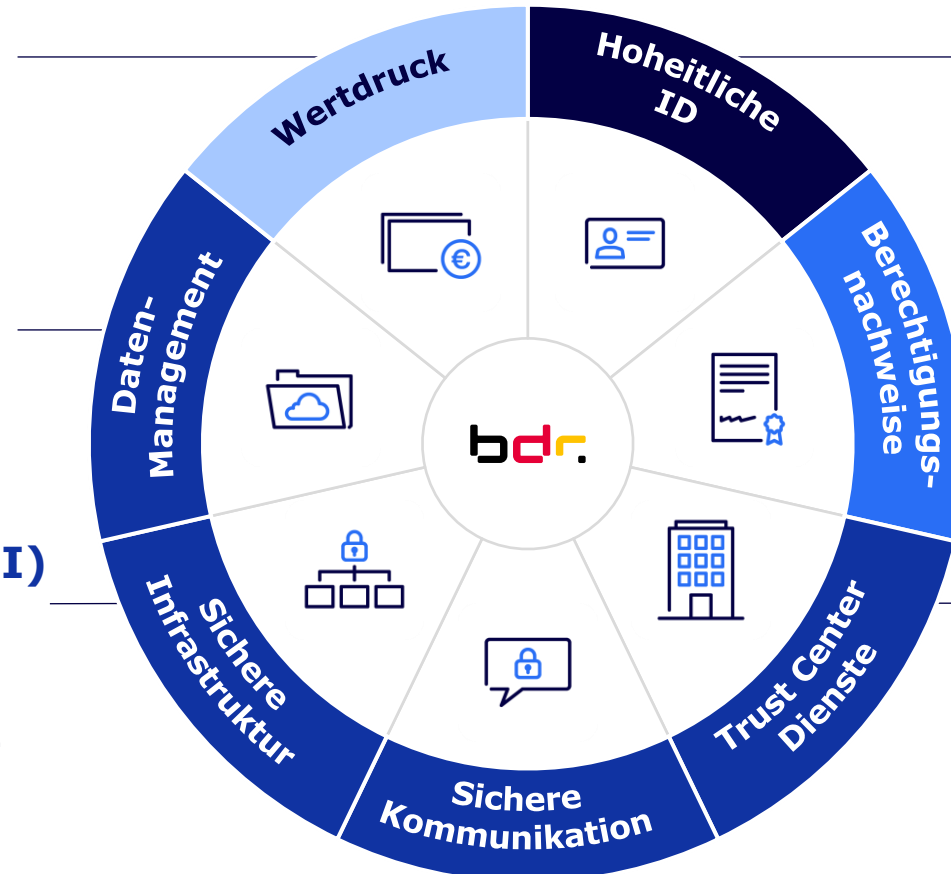 Wertdruck
Hoheitliche
ID
Berechtigungs-
nachweise
Trust Center
Dienste
Sichere
Kommunikation
Sichere
Infrastruktur
Daten-
Management
bdr.
€
I)